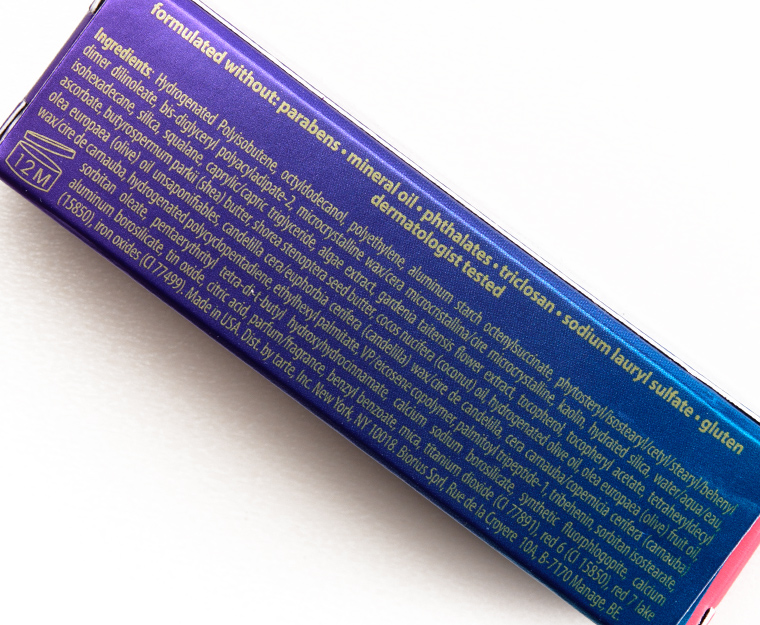 formulated without: parabens • mineral oil • phthalates • triclosan • sodium lauryl sulfate • gluten
dermatologist tested
Ingredients: Hydrogenated Polyisobutene, octyldodecanol, polyethylene, aluminum starch octenylsuccinate, phytosteryl/isostearyl/cetyl/stearyl/behenyl
dimer dilinoleate, bis-diglyceryl polyacyladipate-2, microcrystalline wax/cera microcristallina/cire microcrystalline, kaolin, hydrated silica, water/aqua/eau,
isohexadecane, silica, squalane, caprylic/capric triglyceride, algae extract, gardenia taitensis flower extract, tocopherol, tocopheryl acetate, tetrahexyldecyl
ascorbate, butyrospermum parkii (shea) butter, shorea stenoptera seed butter, cocos nucifera (coconut) oil, hydrogenated olive oil, olea europaea (olive) fruit oil,
olea europaea (olive) oil unsaponifiables, candelilla cera/euphorbia cerifera (candelilla) wax/cire de candelilla, cera carnauba/copernicia cerifera (carnauba)
wax/cire de carnauba, hydrogenated polycyclopentadiene, ethylhexyl palmitate, VP/eicosene copolymer, palmitoyl tripeptide-1, tribehenin, sorbitan isostearate,
sorbitan oleate, pentaerythrityl tetra-di-t-butyl hydroxyhydrocinnamate, calcium sodium borosilicate, synthetic fluorphlogopite, calcium
aluminum borosilicate, tin oxide, citric acid, parfum/fragrance, benzyl benzoate, mica, titanium dioxide (CI 77891), red 6 (CI 15850), red 7 lake
(15850), iron oxides (CI 77499). Made in USA. Dist. by tarte, Inc. New York, NY 10018. Bionus Sprl, Rue de la Croyere, 10A, B-7170 Manage, BE.
12 M